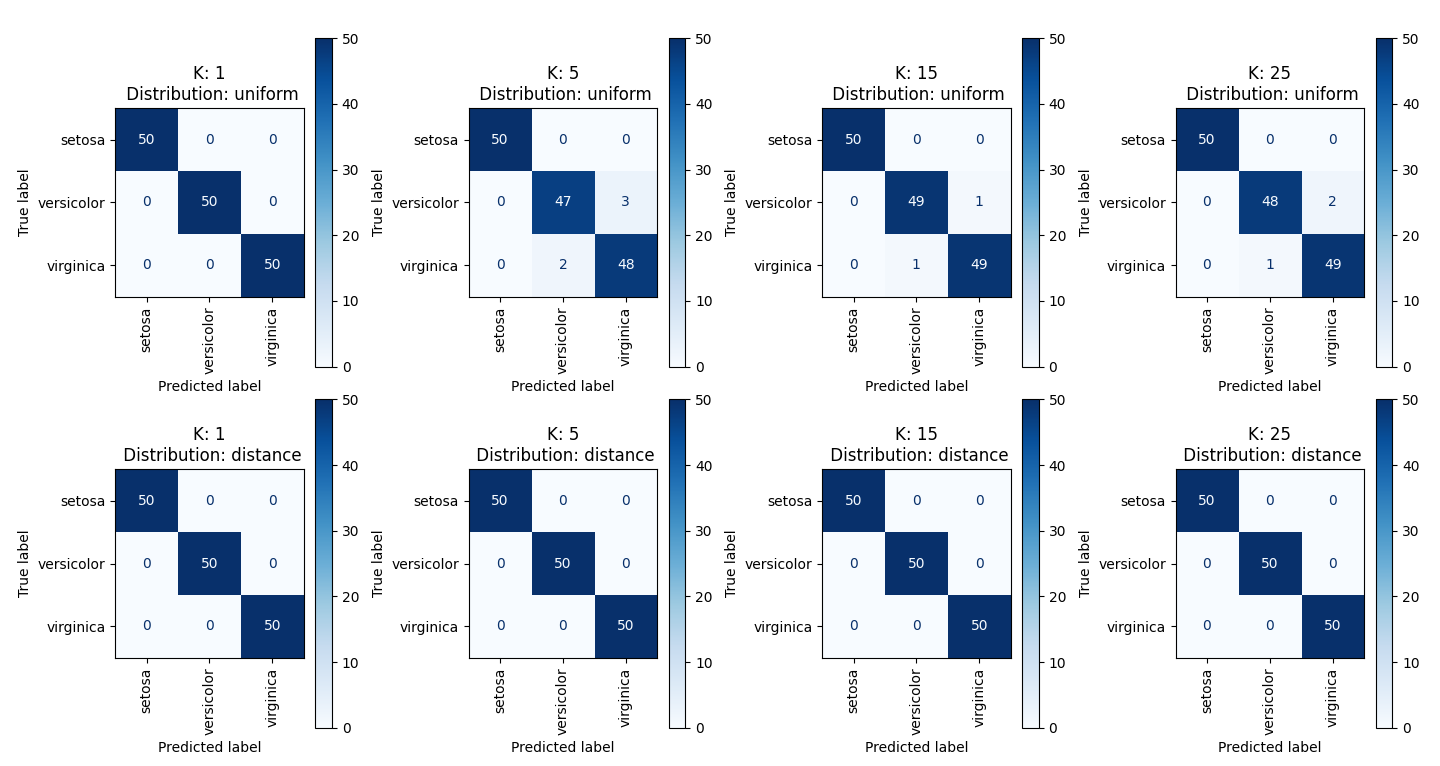 K: 1
Distribution: uniform
50
40
30
20
10
0
True label
setosa
versicolor
virginica
50 0 0
0 50 0
0 0 50
setosa
versicolor
virginica
Predicted label
K: 5
Distribution: uniform
50
40
30
20
10
0
True label
setosa
versicolor
virginica
50 0 0
0 47 3
0 2 48
setosa
versicolor
virginica
Predicted label
K: 15
Distribution: uniform
50
40
30
20
10
0
True label
setosa
versicolor
virginica
50 0 0
0 49 1
0 1 49
setosa
versicolor
virginica
Predicted label
K: 25
Distribution: uniform
50
40
30
20
10
0
True label
setosa
versicolor
virginica
50 0 0
0 48 2
0 1 49
setosa
versicolor
virginica
Predicted label
K: 1
Distribution: distance
50
40
30
20
10
0
True label
setosa
versicolor
virginica
50 0 0
0 50 0
0 0 50
setosa
versicolor
virginica
Predicted label
K: 5
Distribution: distance
50
40
30
20
10
0
True label
setosa
versicolor
virginica
50 0 0
0 50 0
0 0 50
setosa
versicolor
virginica
Predicted label
K: 15
Distribution: distance
50
40
30
20
10
0
True label
setosa
versicolor
virginica
50 0 0
0 50 0
0 0 50
setosa
versicolor
virginica
Predicted label
K: 25
Distribution: distance
50
40
30
20
10
0
True label
setosa
versicolor
virginica
50 0 0
0 50 0
0 0 50
setosa
versicolor
virginica
Predicted label